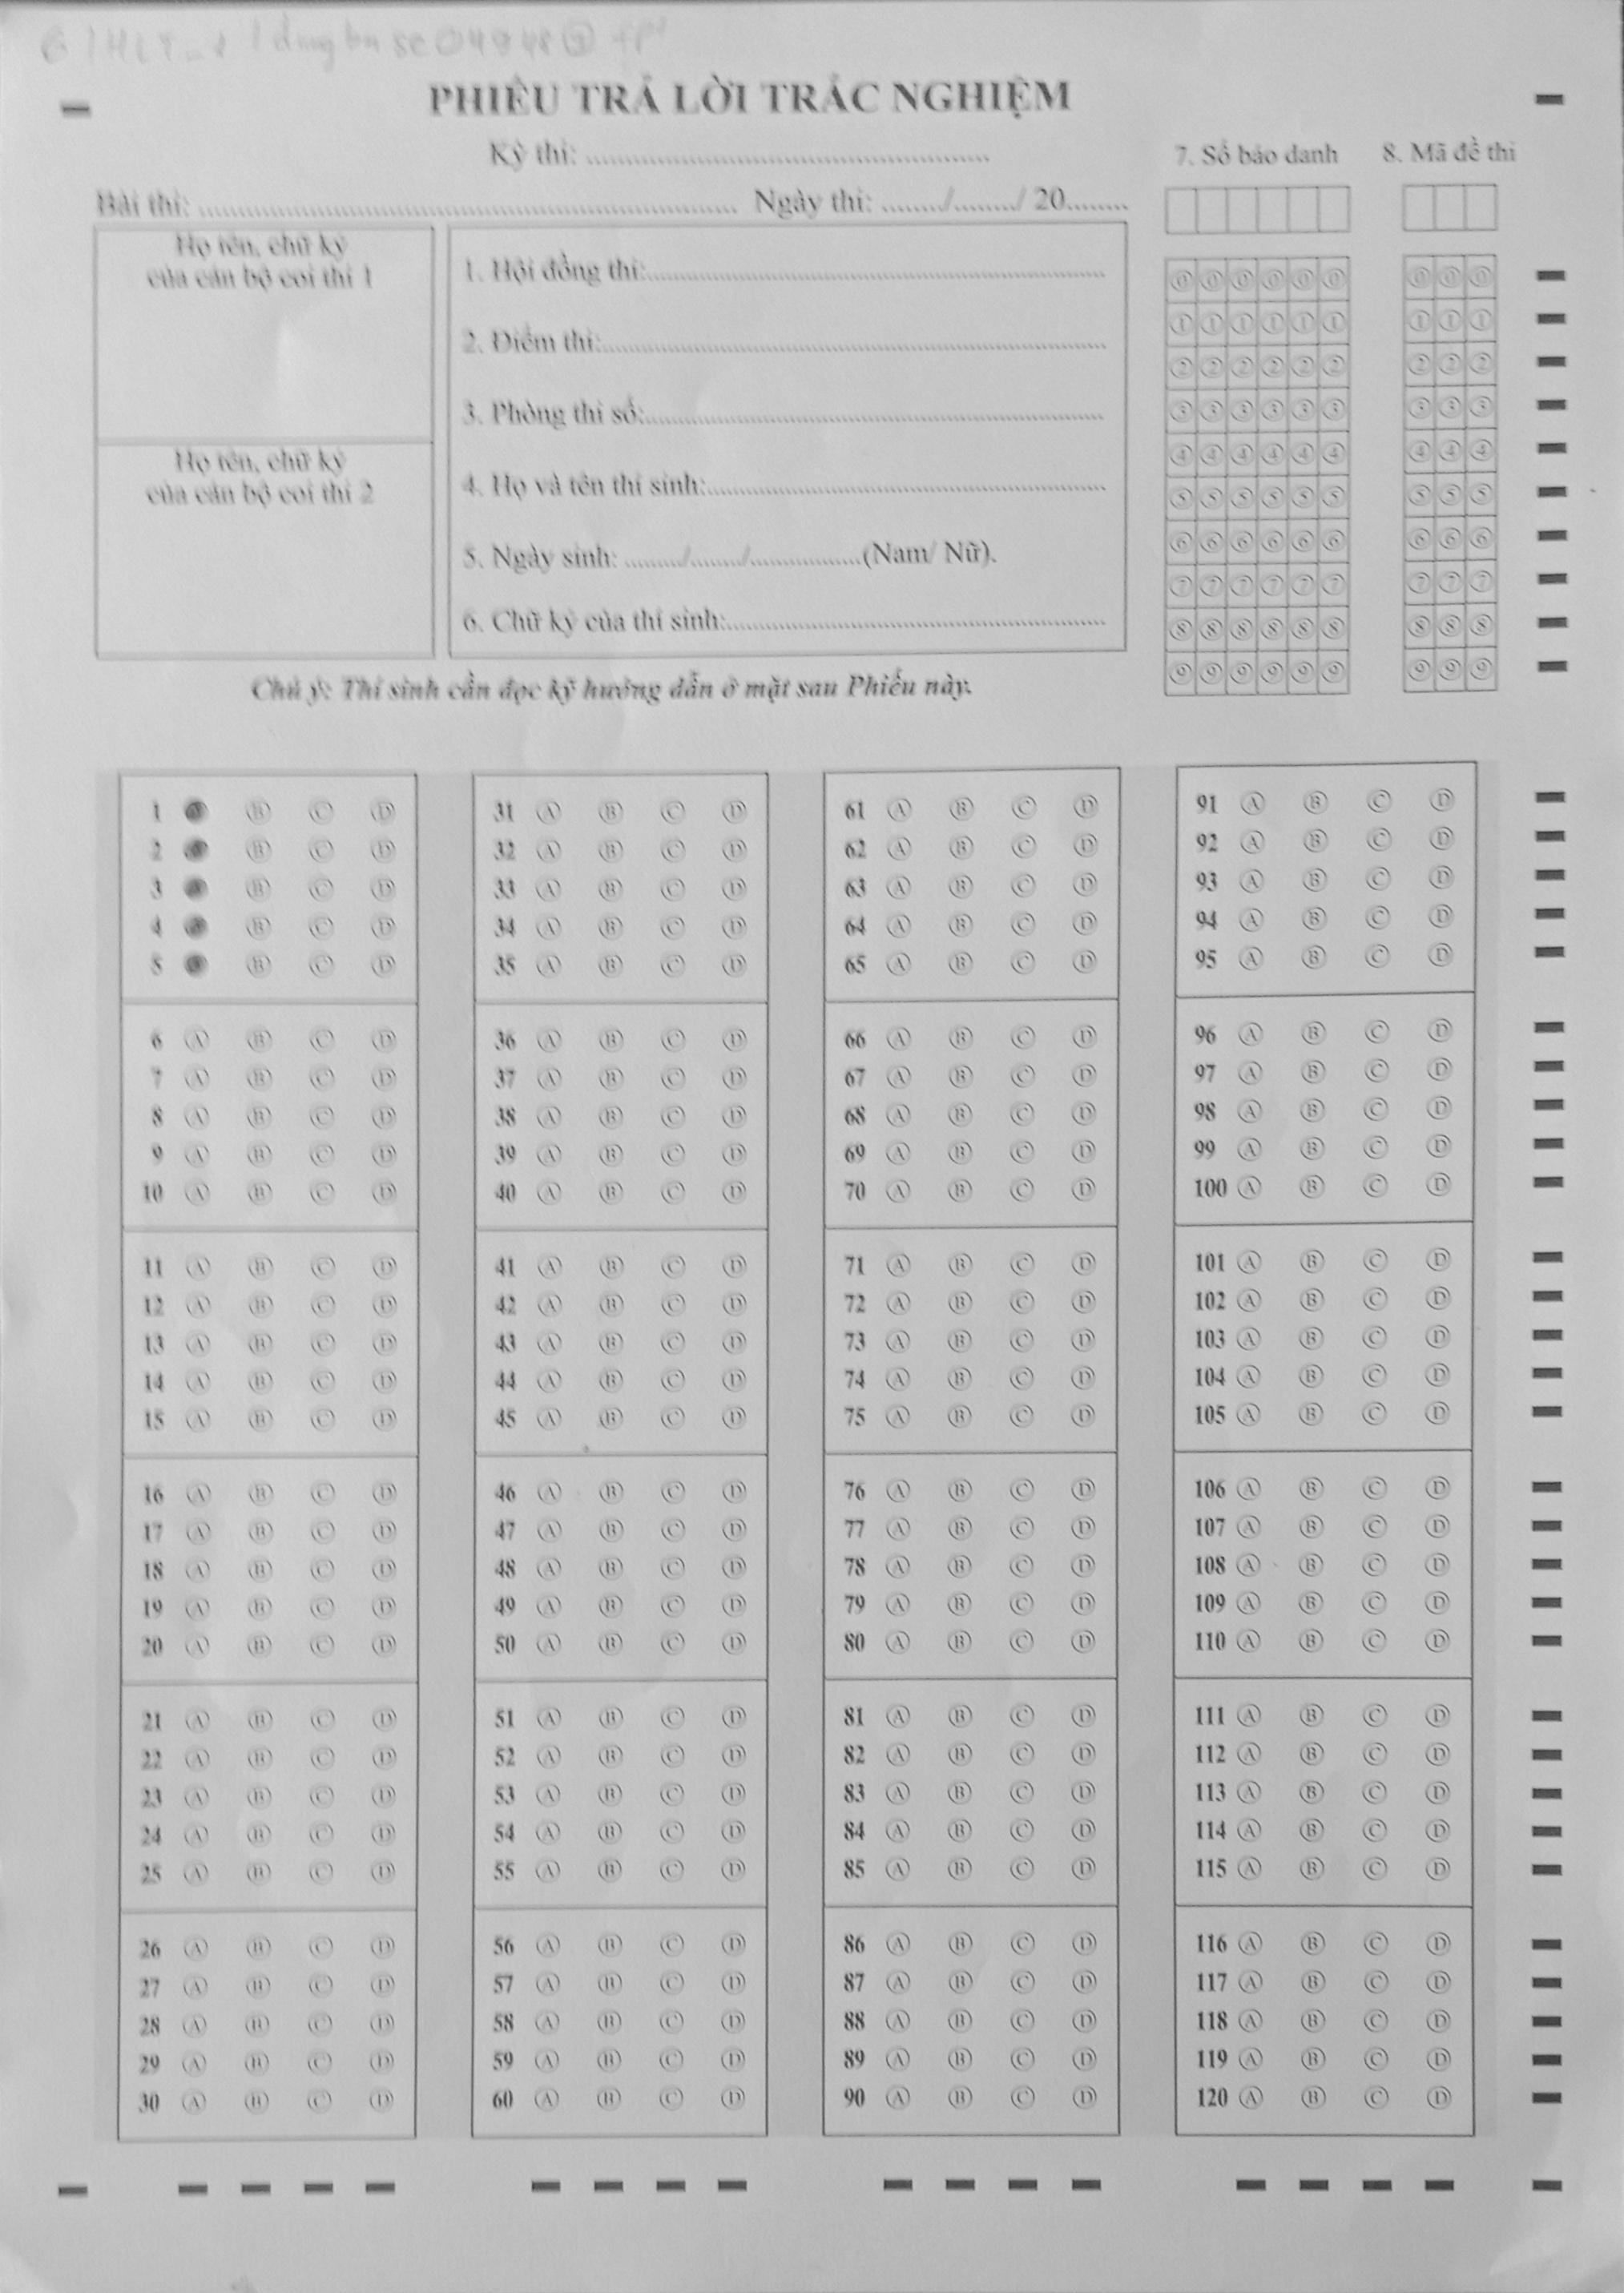 PHIẾU TRẢ LỜI TRẮC NGHIỆM
Kỳ thi: ....................
7. Số báo danh
8. Mã đề thi
Bài thi: .................... Ngày thi: ......../......../ 20........
Họ tên, chữ ký
của cán bộ coi thi 1
Họ tên, chữ ký
của cán bộ coi thi 2
1. Hội đồng thi:....................
2. Điểm thi:....................
3. Phòng thi số:....................
4. Họ và tên thí sinh:....................
5. Ngày sinh: ......../......../.................(Nam/ Nữ).
6. Chữ ký của thí sinh:....................
0 0 0 0 0 0 0 0 0
1 1 1 1 1 1 1 1 1
2 2 2 2 2 2 2 2 2
3 3 3 3 3 3 3 3 3
4 4 4 4 4 4 4 4 4
5 5 5 5 5 5 5 5 5
6 6 6 6 6 6 6 6 6
7 7 7 7 7 7 7 7 7
8 8 8 8 8 8 8 8 8
9 9 9 9 9 9 9 9 9
Chú ý: Thí sinh cần đọc kỹ hướng dẫn ở mặt sau Phiếu này.
1 B C D
2 B C D
3 B C D
4 B C D
5 B C D
6 A B C D
7 A B C D
8 A B C D
9 A B C D
10 A B C D
11 A B C D
12 A B C D
13 A B C D
14 A B C D
15 A B C D
16 A B C D
17 A B C D
18 A B C D
19 A B C D
20 A B C D
21 A B C D
22 A B C D
23 A B C D
24 A B C D
25 A B C D
26 A B C D
27 A B C D
28 A B C D
29 A B C D
30 A B C D
31 A B C D
32 A B C D
33 A B C D
34 A B C D
35 A B C D
36 A B C D
37 A B C D
38 A B C D
39 A B C D
40 A B C D
41 A B C D
42 A B C D
43 A B C D
44 A B C D
45 A B C D
46 A B C D
47 A B C D
48 A B C D
49 A B C D
50 A B C D
51 A B C D
52 A B C D
53 A B C D
54 A B C D
55 A B C D
56 A B C D
57 A B C D
58 A B C D
59 A B C D
60 A B C D
61 A B C D
62 A B C D
63 A B C D
64 A B C D
65 A B C D
66 A B C D
67 A B C D
68 A B C D
69 A B C D
70 A B C D
71 A B C D
72 A B C D
73 A B C D
74 A B C D
75 A B C D
76 A B C D
77 A B C D
78 A B C D
79 A B C D
80 A B C D
81 A B C D
82 A B C D
83 A B C D
84 A B C D
85 A B C D
86 A B C D
87 A B C D
88 A B C D
89 A B C D
90 A B C D
91 A B C D
92 A B C D
93 A B C D
94 A B C D
95 A B C D
96 A B C D
97 A B C D
98 A B C D
99 A B C D
100 A B C D
101 A B C D
102 A B C D
103 A B C D
104 A B C D
105 A B C D
106 A B C D
107 A B C D
108 A B C D
109 A B C D
110 A B C D
111 A B C D
112 A B C D
113 A B C D
114 A B C D
115 A B C D
116 A B C D
117 A B C D
118 A B C D
119 A B C D
120 A B C D